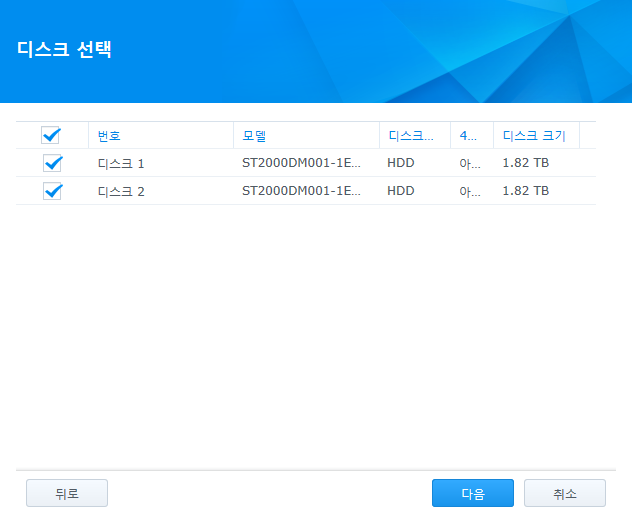 디스크 선택
번호 모델 디스크... 4... 디스크 크기
디스크 1 ST2000DM001-1E... HDD 아... 1.82 TB
디스크 2 ST2000DM001-1E... HDD 아... 1.82 TB
뒤로 다음 취소